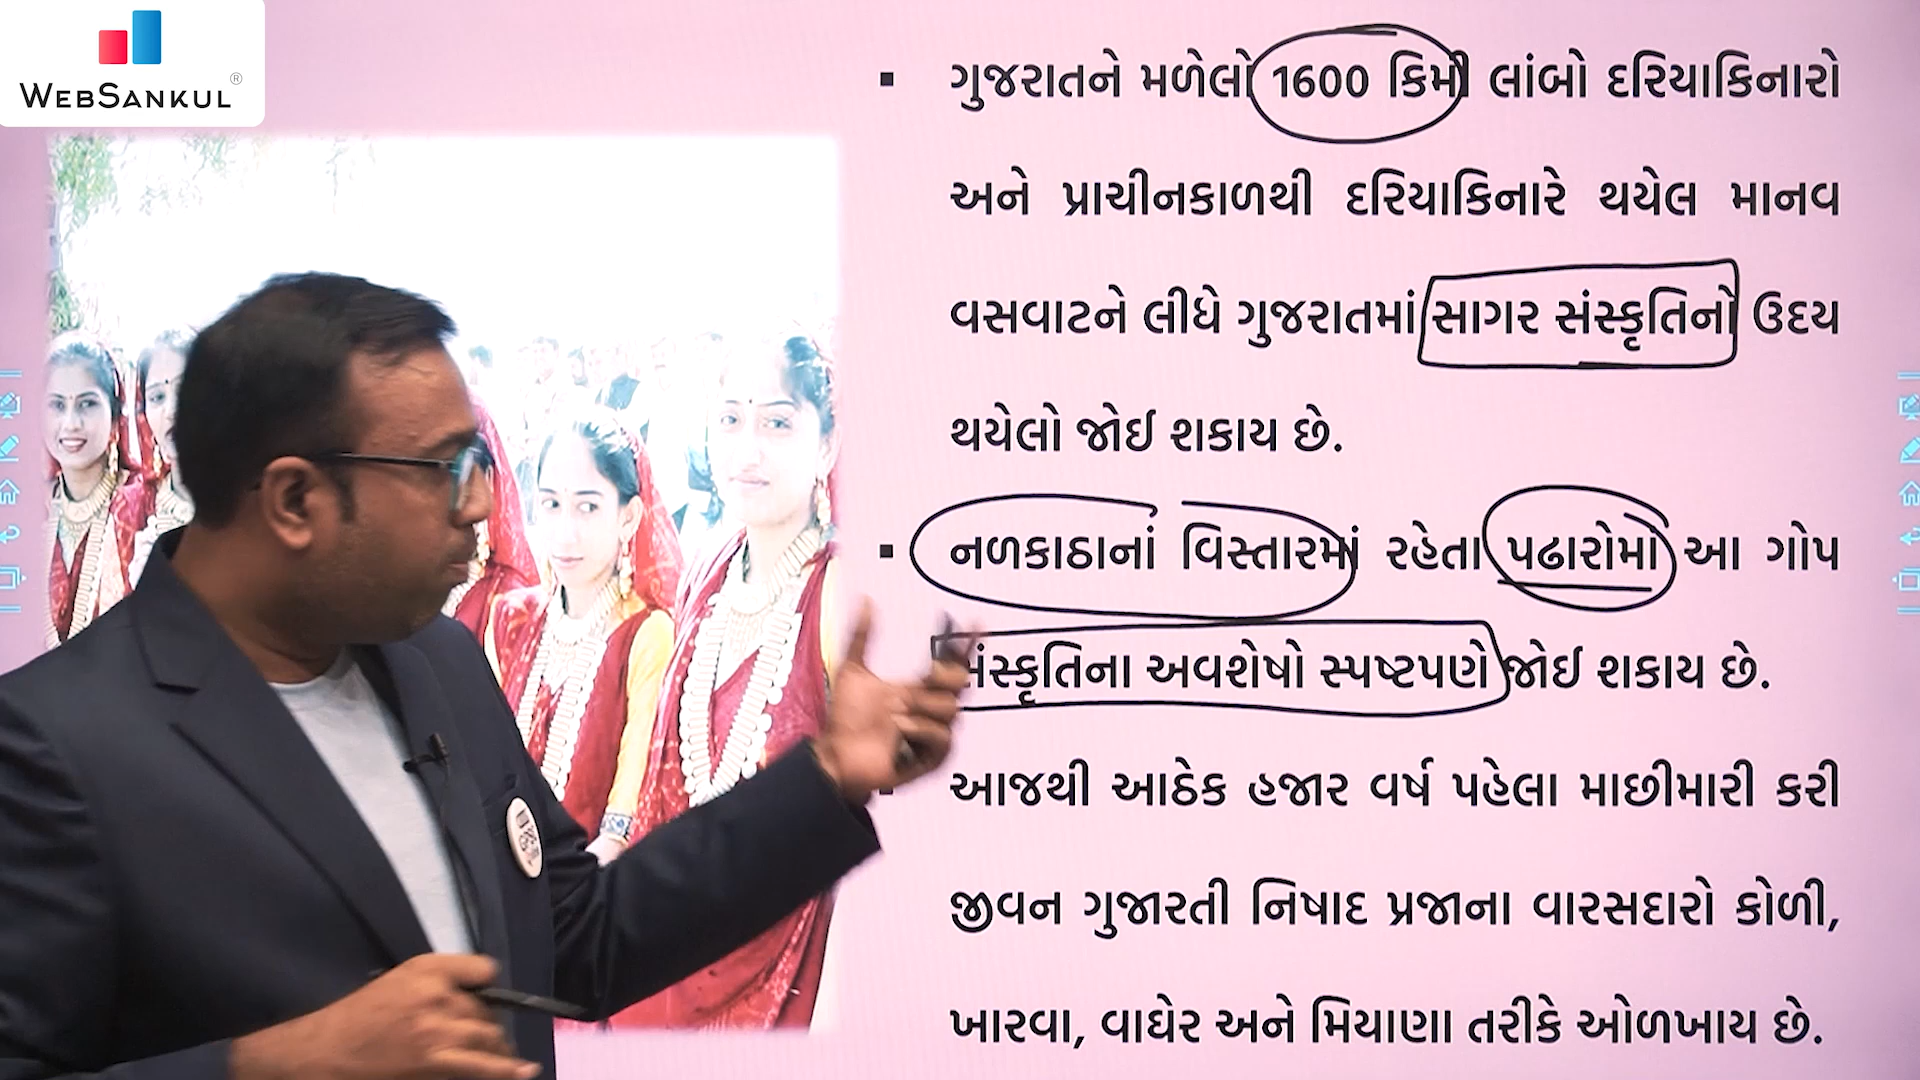 WEBSANKUL®
▪ ગુજરાતને મળેલો 1600 કિમી લાંબો દરિયાકિનારો
અને પ્રાચીનકાળથી દરિયાકિનારે થયેલ માનવ
વસવાટને લીધે ગુજરાતમાં સાગર સંસ્કૃતિનો ઉદય
થયેલો જોઈ શકાય છે.
▪ નળકાઠાનાં વિસ્તારમાં રહેતા પઢારોમાં આ ગોપ
સંસ્કૃતિના અવશેષો સ્પષ્ટપણે જોઈ શકાય છે.
આજથી આઠેક હજાર વર્ષ પહેલા માછીમારી કરી
જીવન ગુજારતી નિષાદ પ્રજાના વારસદારો કોળી,
ખારવા, વાઘેર અને મિયાણા તરીકે ઓળખાય છે.